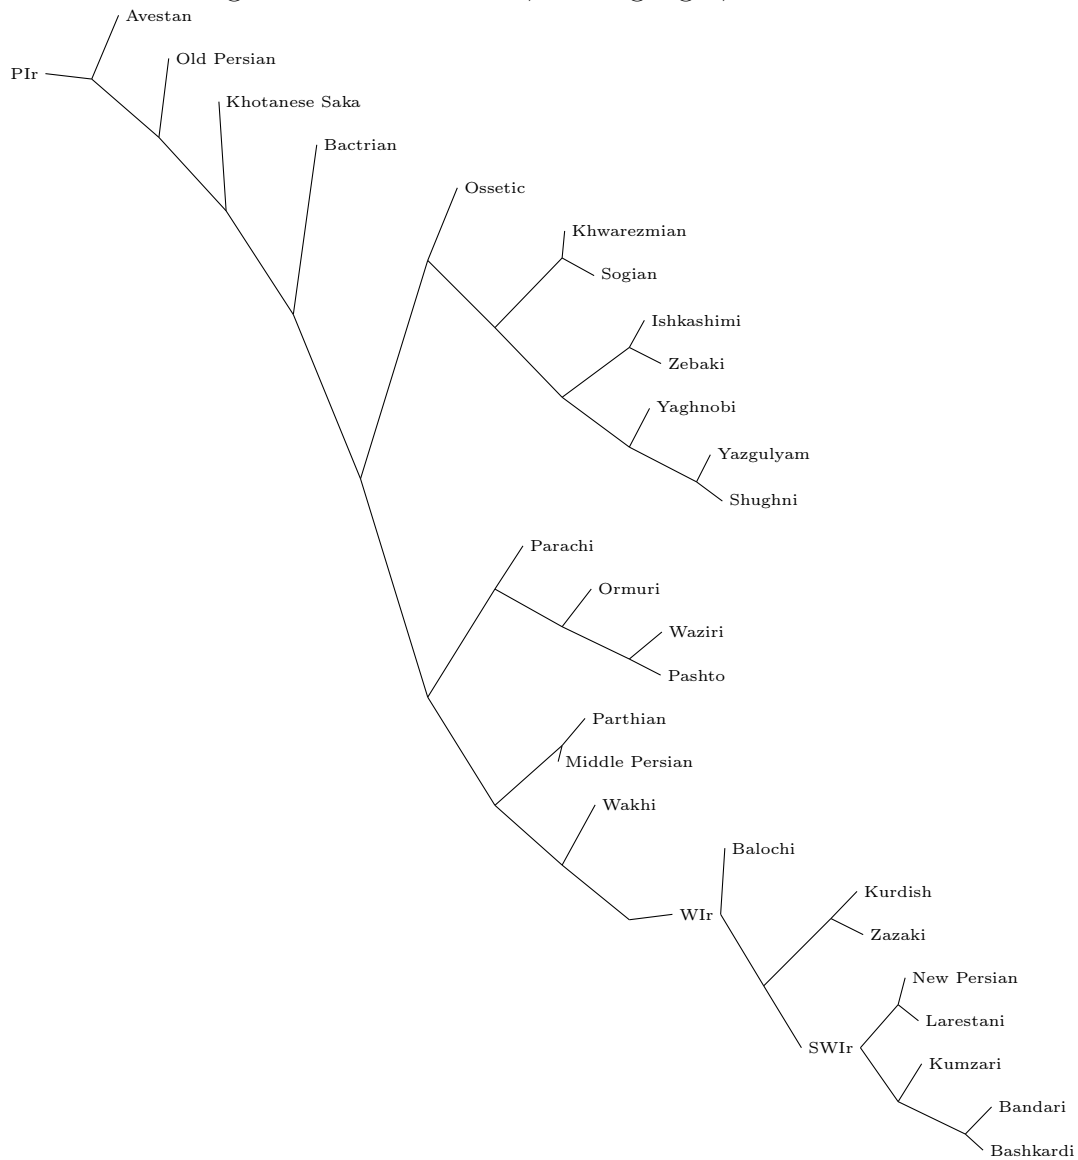 Avestan
Old Persian
PIr
Khotanese Saka
Bactrian
Ossetic
Khwarezmian
Sogian
Ishkashimi
Zebaki
Yaghnobi
Yazgulyam
Shughni
Parachi
Ormuri
Waziri
Pashto
Parthian
Middle Persian
Wakhi
Balochi
Kurdish
WIr
Zazaki
New Persian
Larestani
SWIr
Kumzari
Bandari
Bashkardi